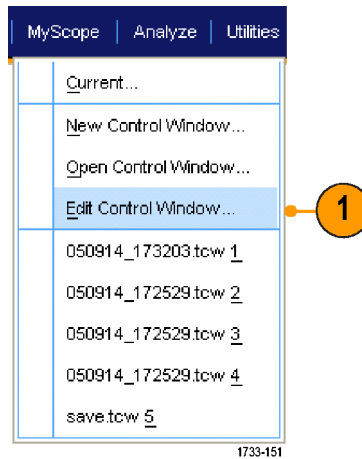 MyScope | Analyze | Utilities
Current...
New Control Window...
Open Control Window...
Edit Control Window...
1
050914_173203.tcw 1
050914_172529.tcw 2
050914_172529.tcw 3
050914_172529.tcw 4
save.tcw 5
1733-151